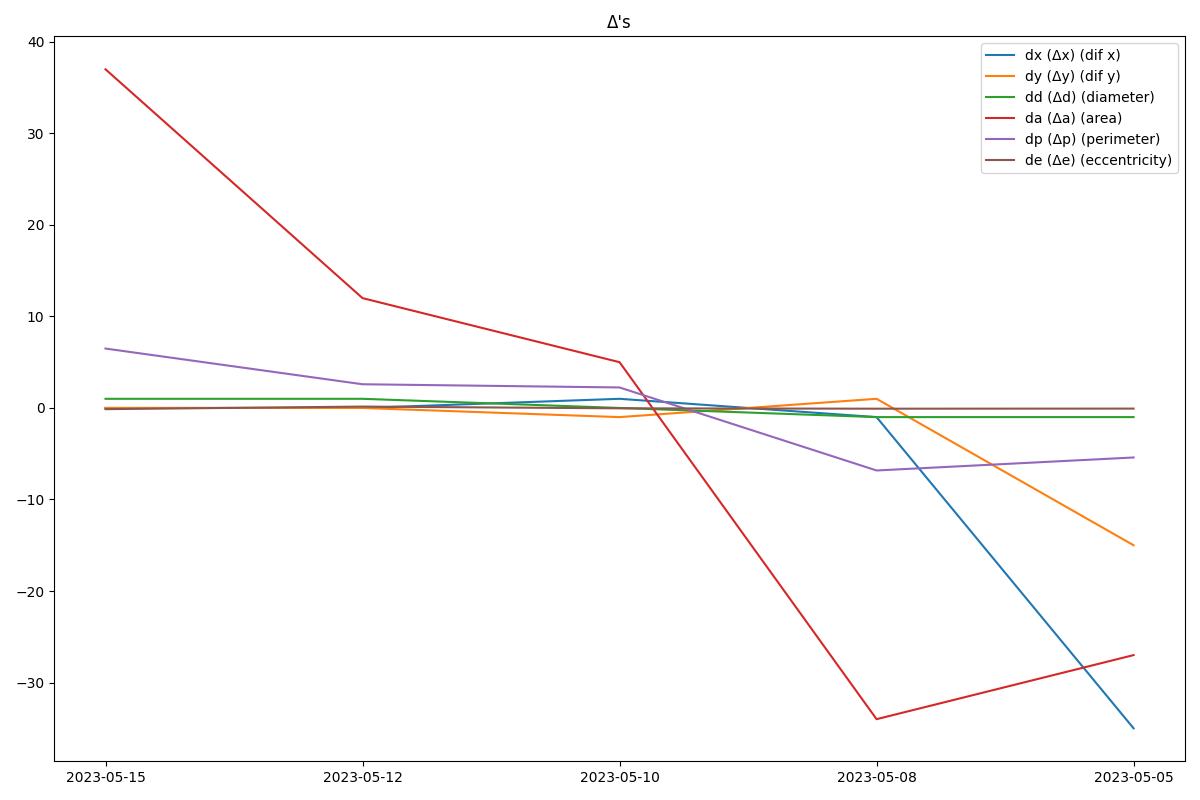 Δ's
40
30
20
10
0
−10
−20
−30
2023-05-15 2023-05-12 2023-05-10 2023-05-08 2023-05-05
dx (Δx) (dif x)
dy (Δy) (dif y)
dd (Δd) (diameter)
da (Δa) (area)
dp (Δp) (perimeter)
de (Δe) (eccentricity)